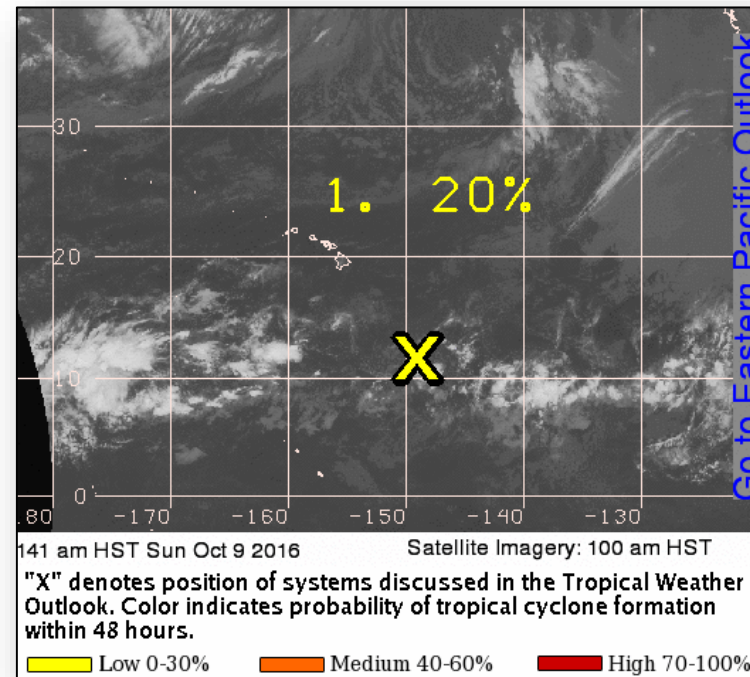 30
1. 20%
20
X
10
0
.80 -170 -160 -150 -140 -130
Go to Eastern Pacific Outlook
141 am HST Sun Oct 9 2016 Satellite Imagery: 100 am HST
"X" denotes position of systems discussed in the Tropical Weather
Outlook. Color indicates probability of tropical cyclone formation
within 48 hours.
Low 0-30% Medium 40-60% High 70-100%